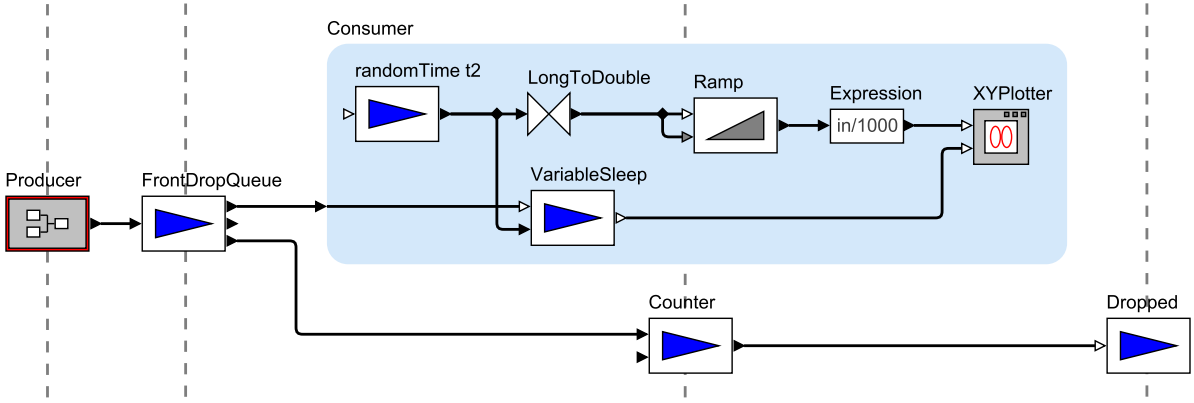 Consumer
randomTime t2
LongToDouble
Ramp
Expression
in/1000
XYPlotter
Producer
FrontDropQueue
VariableSleep
Counter
Dropped